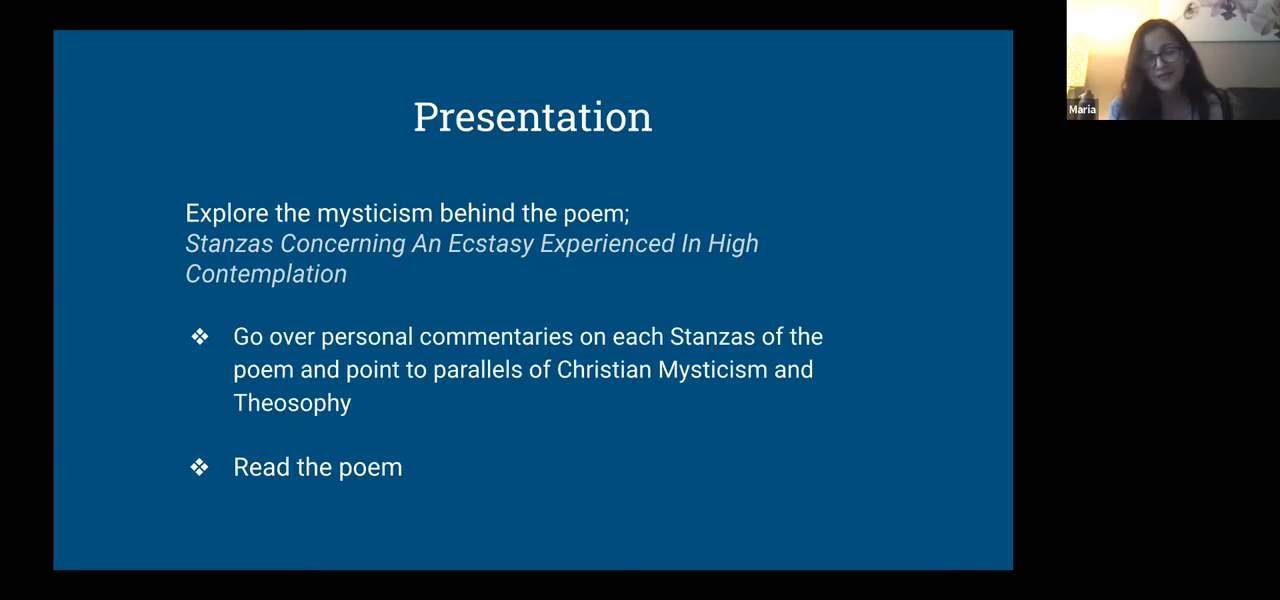 Presentation
Explore the mysticism behind the poem;
Stanzas Concerning An Ecstasy Experienced In High
Contemplation
❖ Go over personal commentaries on each Stanzas of the
poem and point to parallels of Christian Mysticism and
Theosophy
❖ Read the poem
Maria